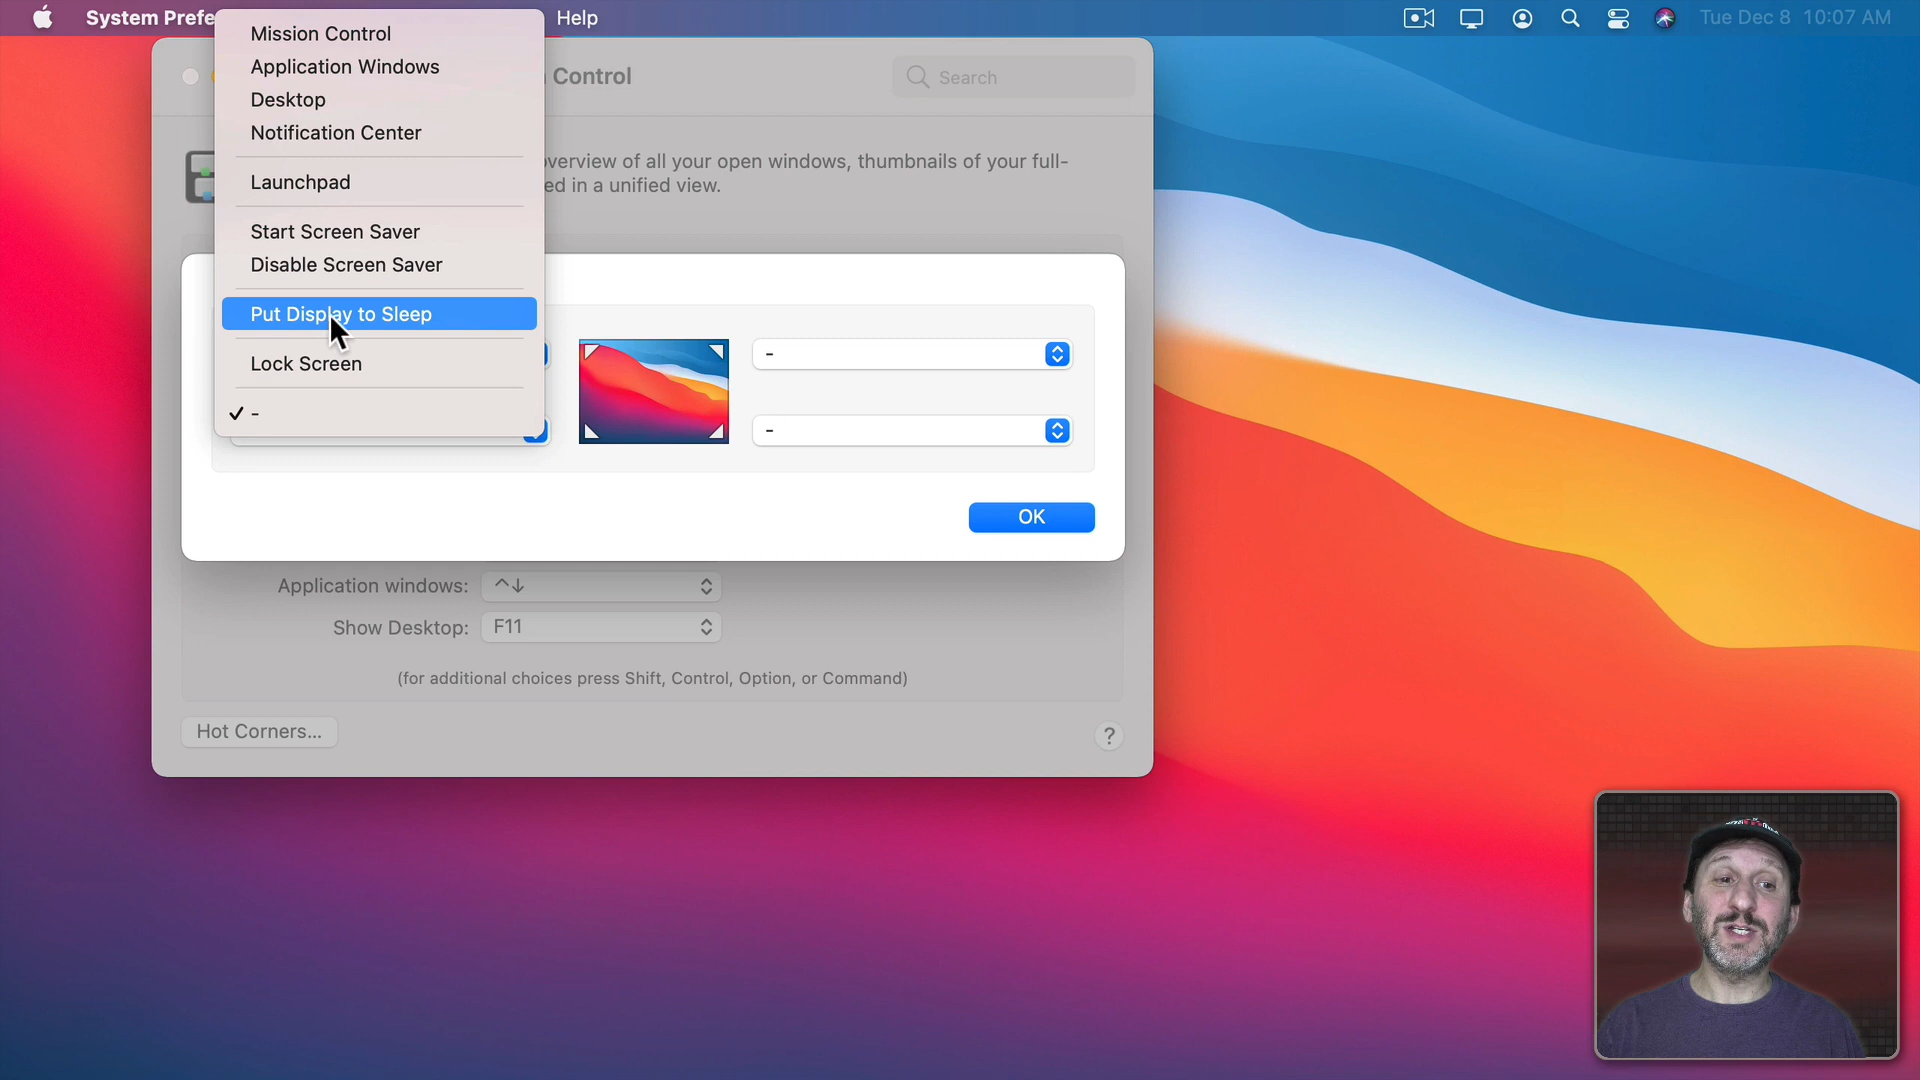 System Prefe
Help
Tue Dec 8 10:07 AM
Mission Control
Application Windows
Desktop
Notification Center
Launchpad
Start Screen Saver
Disable Screen Saver
Put Display to Sleep
Lock Screen
✓ -
Control
Search
overview of all your open windows, thumbnails of your full-
ed in a unified view.
-
-
OK
Application windows: ^↓
Show Desktop: F11
(for additional choices press Shift, Control, Option, or Command)
Hot Corners...
?